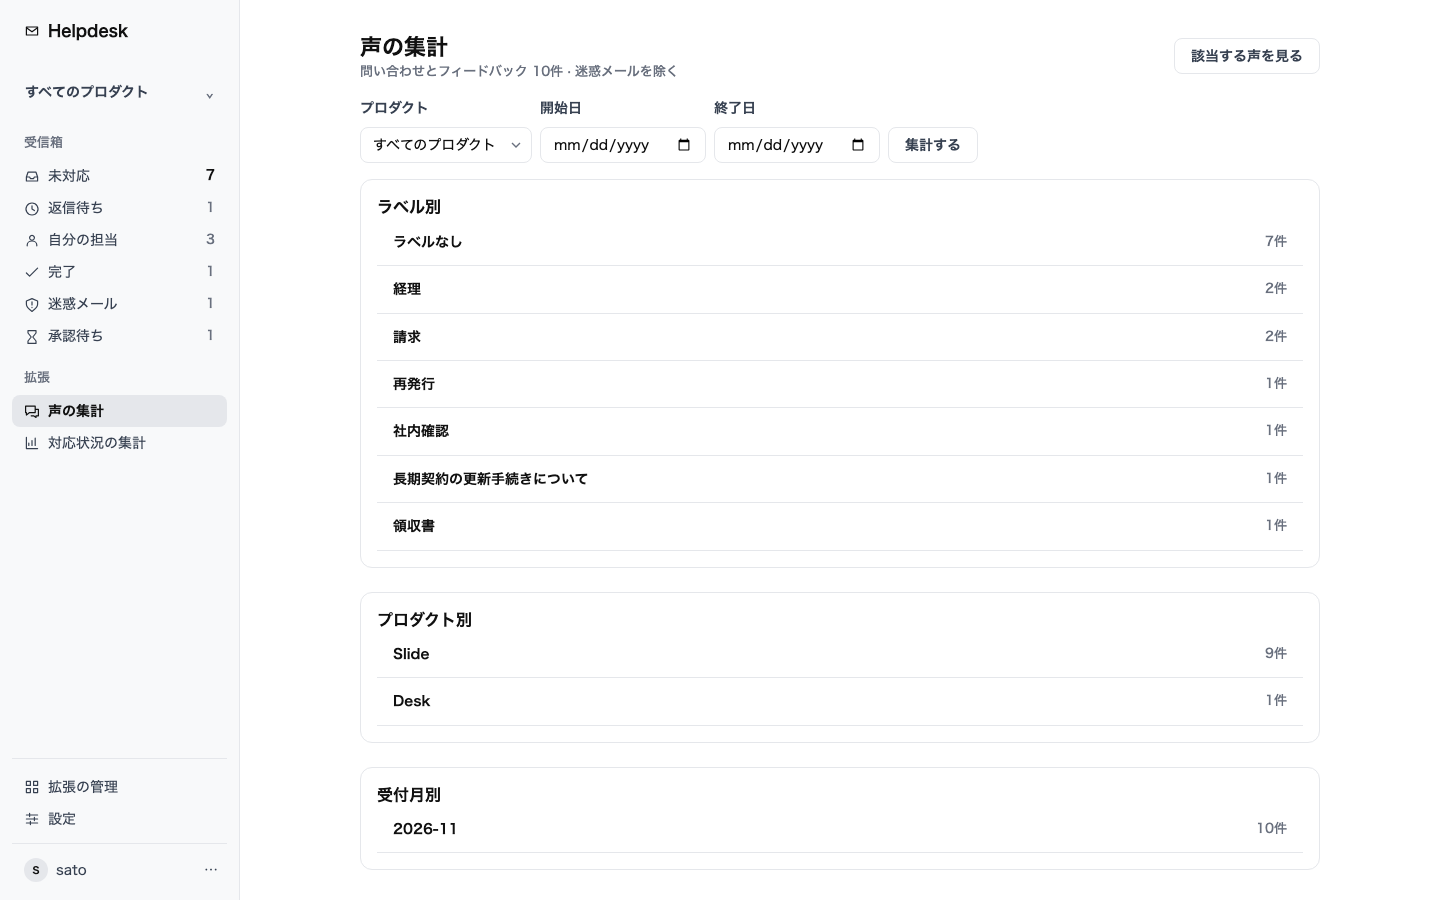 Helpdesk
すべてのプロダクト
受信箱
未対応 7
返信待ち 1
自分の担当 3
完了 1
迷惑メール 1
承認待ち 1
拡張
声の集計
対応状況の集計
拡張の管理
設定
S sato ...
声の集計
問い合わせとフィードバック 10件 · 迷惑メールを除く
該当する声を見る
プロダクト 開始日 終了日
すべてのプロダクト mm/dd/yyyy mm/dd/yyyy 集計する
ラベル別
ラベルなし 7件
経理 2件
請求 2件
再発行 1件
社内確認 1件
長期契約の更新手続きについて 1件
領収書 1件
プロダクト別
Slide 9件
Desk 1件
受付月別
2026-11 10件